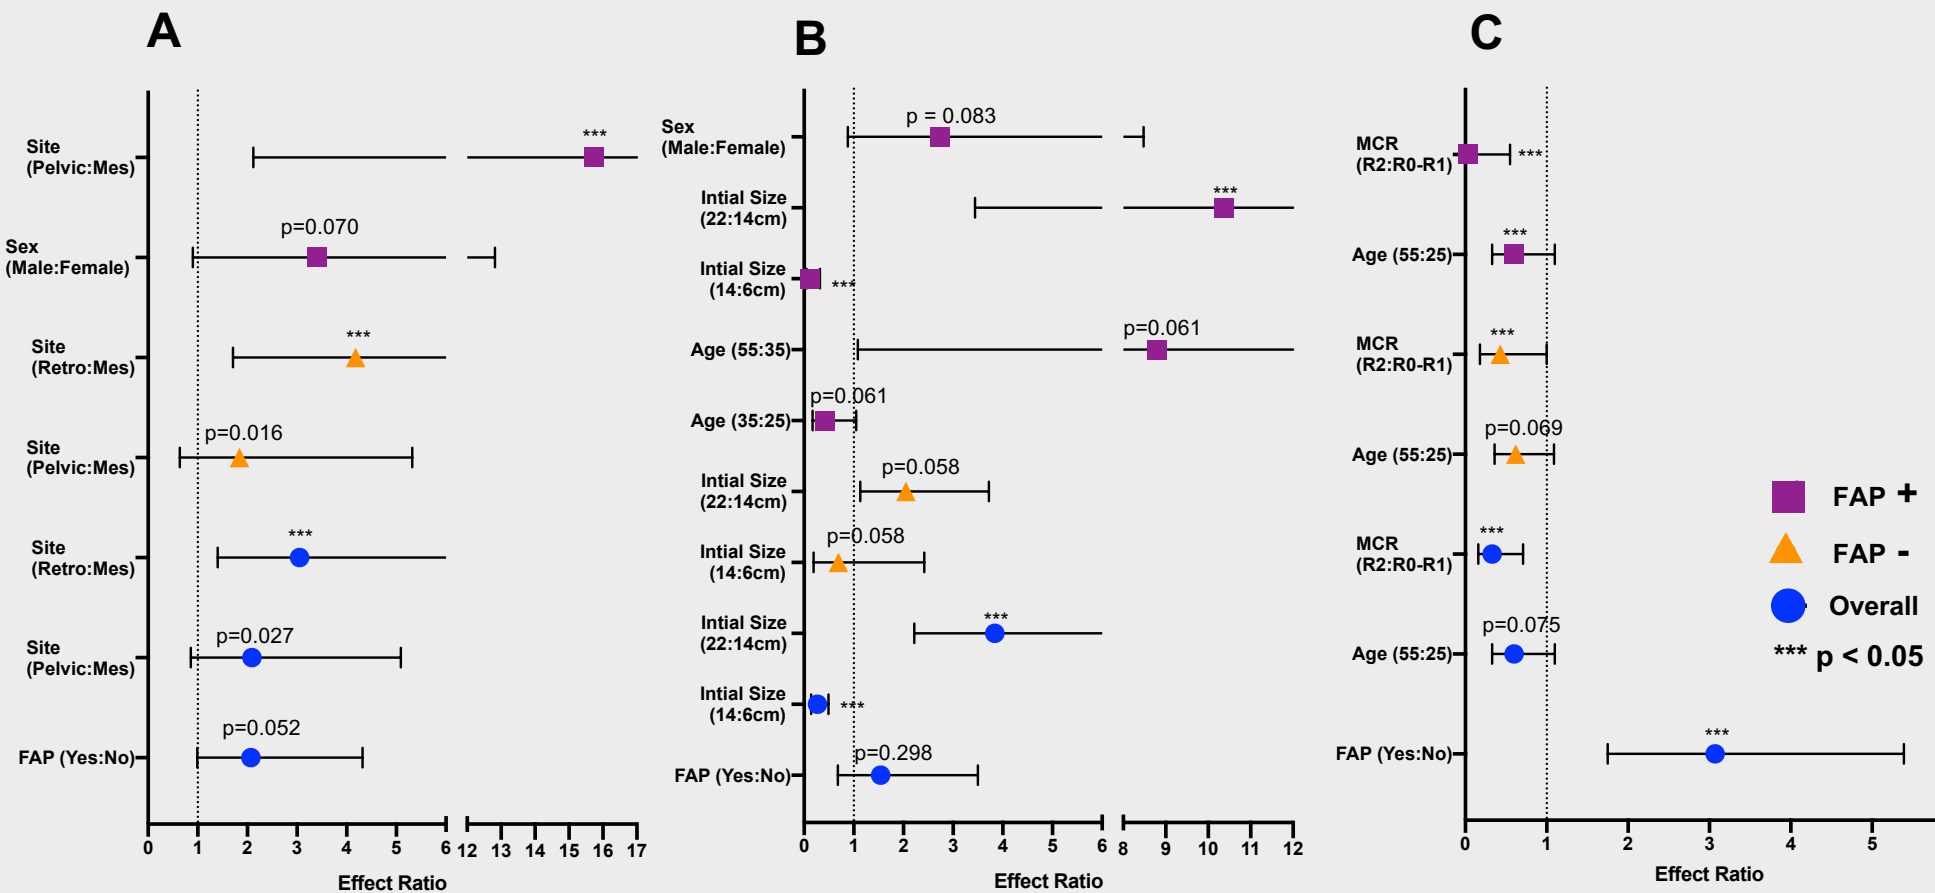 A
Site
(Pelvic:Mes)
***
p=0.070
Sex
(Male:Female)
***
Site
(Retro:Mes)
p=0.016
Site
(Pelvic:Mes)
***
Site
(Retro:Mes)
p=0.027
Site
(Pelvic:Mes)
p=0.052
FAP (Yes:No)
0 1 2 3 4 5 6 12 13 14 15 16 17
Effect Ratio
B
Sex
(Male:Female)
p = 0.083
Intial Size
(22:14cm)
***
Intial Size
(14:6cm)
***
p=0.061
Age (55:35)
p=0.061
Age (35:25)
p=0.058
Intial Size
(22:14cm)
p=0.058
Intial Size
(14:6cm)
***
Intial Size
(22:14cm)
Intial Size
(14:6cm)
***
p=0.298
FAP (Yes:No)
0 1 2 3 4 5 6 8 9 10 11 12
Effect Ratio
C
MCR
(R2:R0-R1)
***
***
Age (55:25)
***
MCR
(R2:R0-R1)
p=0.069
Age (55:25)
***
MCR
(R2:R0-R1)
p=0.075
Age (55:25)
***
FAP (Yes:No)
0 1 2 3 4 5
Effect Ratio
FAP +
FAP -
Overall
*** p < 0.05